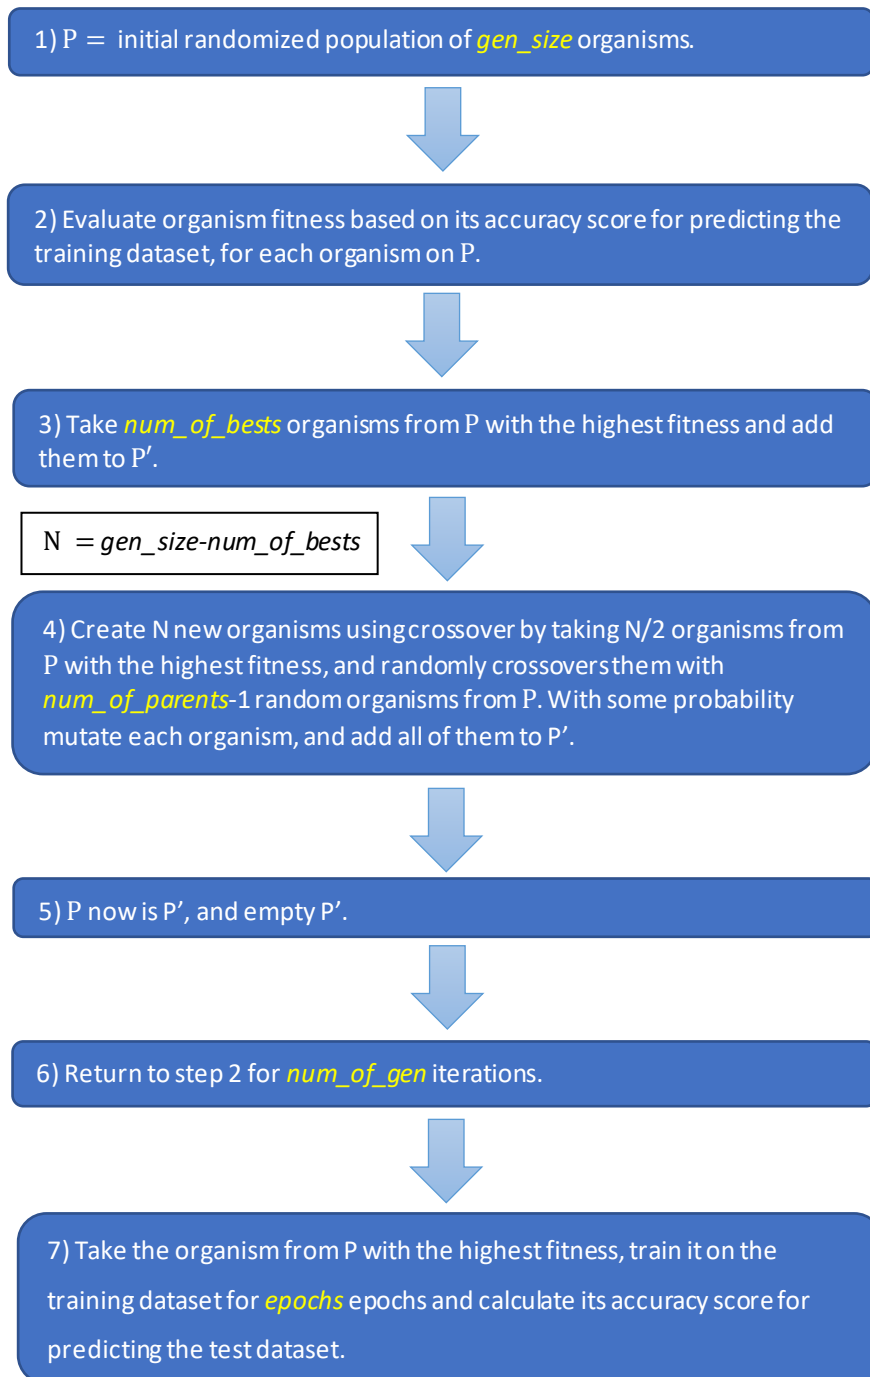 1) P = initial randomized population of gen_size organisms.
2) Evaluate organism fitness based on its accuracy score for predicting the
training dataset, for each organism on P.
3) Take num_of_bests organisms from P with the highest fitness and add
them to P′.
N = gen_size-num_of_bests
4) Create N new organisms using crossover by taking N/2 organisms from
P with the highest fitness, and randomly crossovers them with
num_of_parents-1 random organisms from P. With some probability
mutate each organism, and add all of them to P’.
5) P now is P’, and empty P’.
6) Return to step 2 for num_of_gen iterations.
7) Take the organism from P with the highest fitness, train it on the
training dataset for epochs epochs and calculate its accuracy score for
predicting the test dataset.